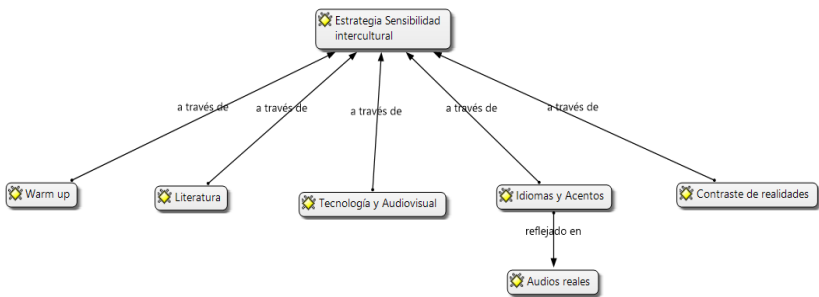 Estrategia Sensibilidad
intercultural
a través de
a través de
a través de
a través de
a través de
Warm up
Literatura
Tecnología y Audiovisual
Idiomas y Acentos
Contraste de realidades
reflejado en
Audios reales